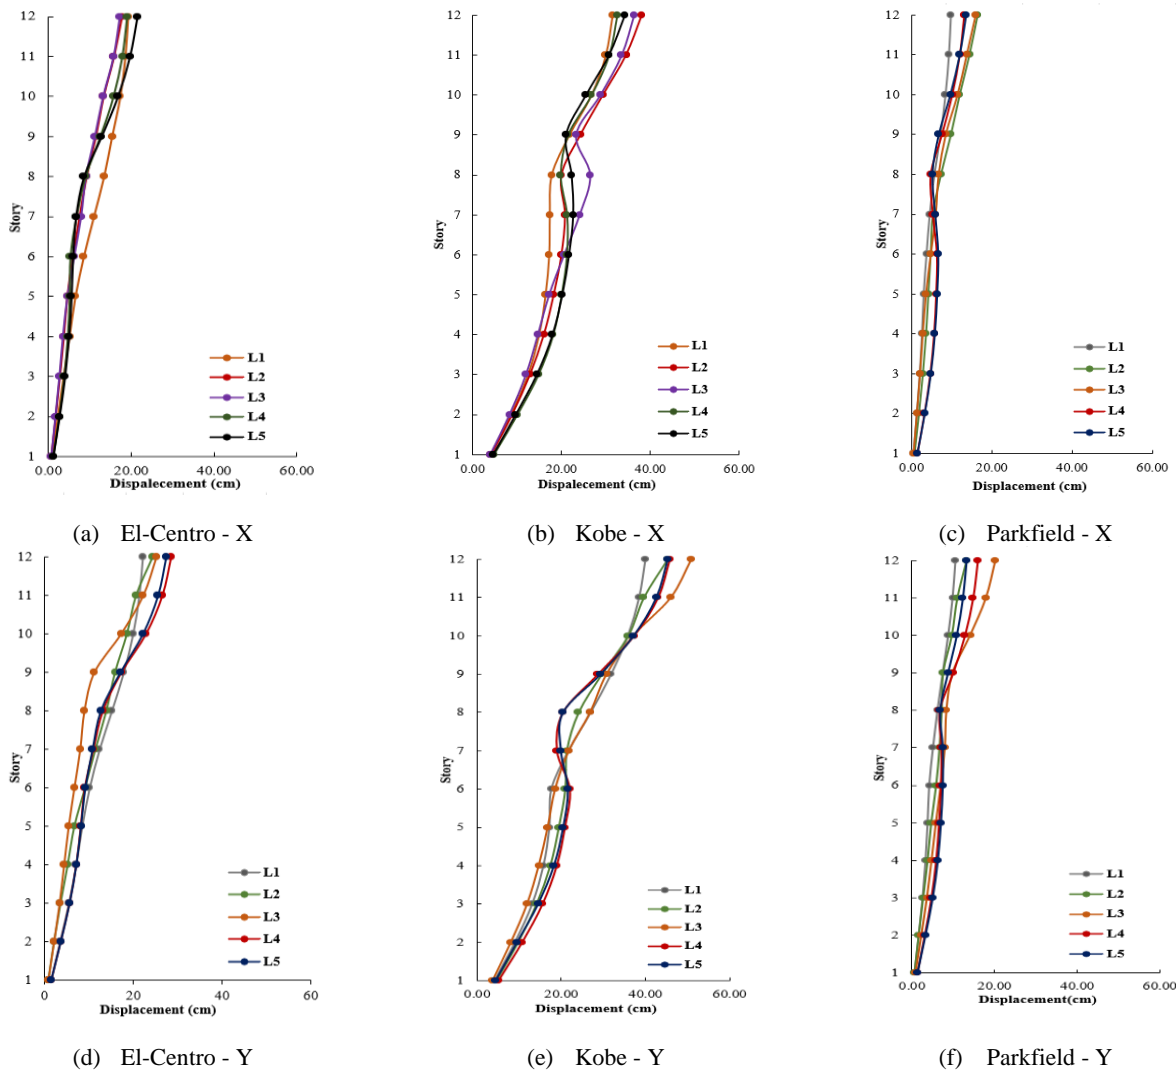 12
11
10
9
8
7
6
5
4
3
2
1
Story
L1
L2
L3
L4
L5
20.00
40.00
60.00
Dispalecement (cm)
(a) El-Centro - X
12
11
10
9
8
7
6
5
4
3
2
1
Story
L1
L2
L3
L4
L5
0.00
20.00
40.00
60.00
Dispalecement (cm)
(b) Kobe - X
12
11
10
9
8
7
6
5
4
3
2
1
Story
L1
L2
L3
L4
L5
0.00
20.00
40.00
60.00
Displacement (cm)
(c) Parkfield - X
12
11
10
9
8
7
6
5
4
3
2
1
Story
L1
L2
L3
L4
L5
0
20
40
60
Displacement (cm)
(d) El-Centro - Y
12
11
10
9
8
7
6
5
4
3
2
1
Story
L1
L2
L3
L4
L5
0.00
20.00
40.00
60.00
Displacement (cm)
(e) Kobe - Y
12
11
10
9
8
7
6
5
4
3
2
1
Story
L1
L2
L3
L4
L5
0.00
20.00
40.00
60.00
Displacement(cm)
(f) Parkfield - Y